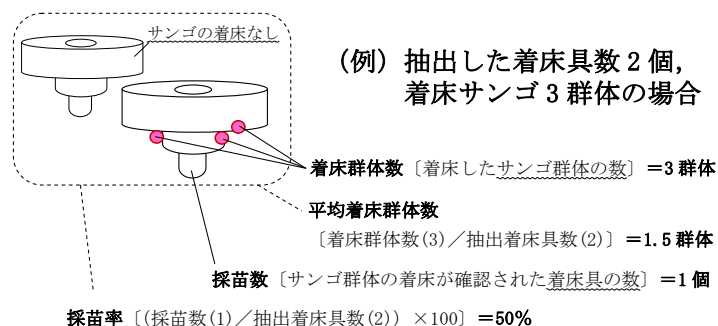 サンゴの着床なし
(例) 抽出した着床具数2個,
着床サンゴ3群体の場合
着床群体数〔着床したサンゴ群体の数〕=3群体
平均着床群体数
〔着床群体数(3)/抽出着床具数(2)〕=1.5群体
採苗数〔サンゴ群体の着床が確認された着床具の数〕=1個
採苗率〔(採苗数(1)/抽出着床具数(2)) ×100〕=50%